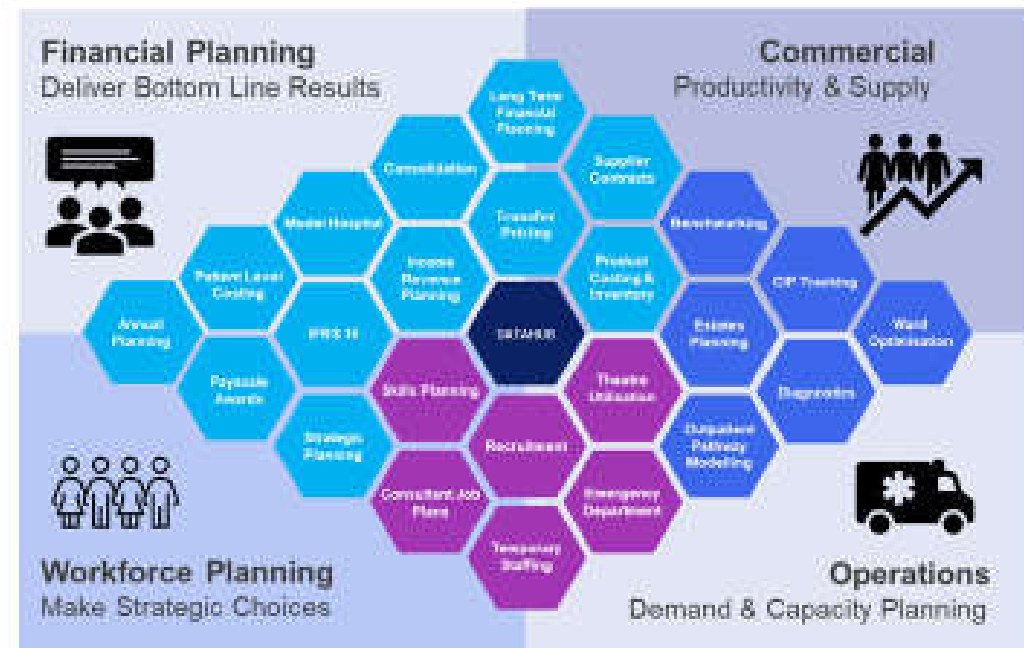 Financial Planning
Deliver Bottom Line Results
Commercial
Productivity & Supply
Long Term
Financial
Planning
Consolidation
Supplier
Contracts
Model Hospital
Transfer
Pricing
Benchmarking
Patient Level
Costing
Income
Revenue
Planning
Product
Costing &
Inventory
CIP Tracking
Annual
Planning
IFRS 16
DATAHUB
Estates
Planning
Ward
Optimisation
Payscale
Awards
Skills Planning
Theatre
Utilisation
Diagnostics
Strategic
Planning
Recruitment
Outpatient
Pathway
Modelling
Consultant Job
Plans
Emergency
Department
Temporary
Staffing
Workforce Planning
Make Strategic Choices
Operations
Demand & Capacity Planning